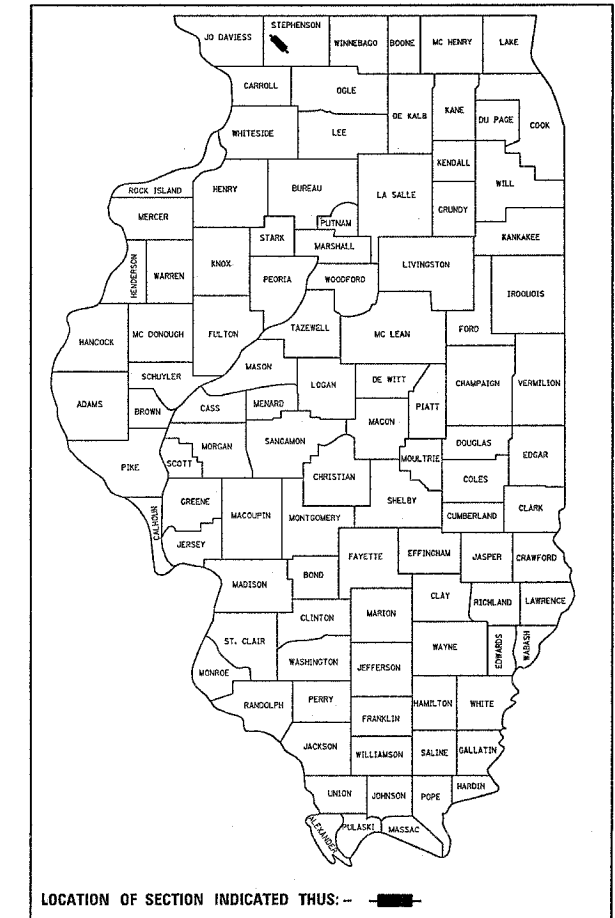 JO DAVIESS
STEPHENSON
WINNEBAGO
BOONE
MC HENRY
LAKE
CARROLL
OGLE
DE KALB
KANE
DU PAGE
COOK
WHITESIDE
LEE
KENDALL
WILL
ROCK ISLAND
HENRY
BUREAU
LA SALLE
GRUNDY
MERCER
PUTNAM
KANKAKEE
STARK
MARSHALL
HENDERSON
WARREN
KNOX
PEORIA
WOODFORD
LIVINGSTON
IROQUOIS
HANCOCK
MC DONOUGH
FULTON
TAZEWELL
MC LEAN
FORD
MASON
SCHUYLER
LOGAN
DE WITT
CHAMPAIGN
VERMILION
ADAMS
BROWN
CASS
MENARD
MACON
PIATT
PIKE
SCOTT
MORGAN
SANGAMON
MOULTRIE
DOUGLAS
EDGAR
CHRISTIAN
COLES
SHELBY
CALHOUN
GREENE
MACOUPIN
MONTGOMERY
CUMBERLAND
CLARK
JERSEY
FAYETTE
EFFINGHAM
JASPER
CRAWFORD
MADISON
BOND
CLAY
RICHLAND
LAWRENCE
CLINTON
MARION
ST. CLAIR
WAYNE
EDWARDS
WABASH
WASHINGTON
JEFFERSON
MONROE
RANDOLPH
PERRY
HAMILTON
WHITE
FRANKLIN
JACKSON
WILLIAMSON
SALINE
GALLATIN
UNION
JOHNSON
POPE
HARDIN
ALEXANDER
PULASKI
MASSAC
LOCATION OF SECTION INDICATED THUS: -